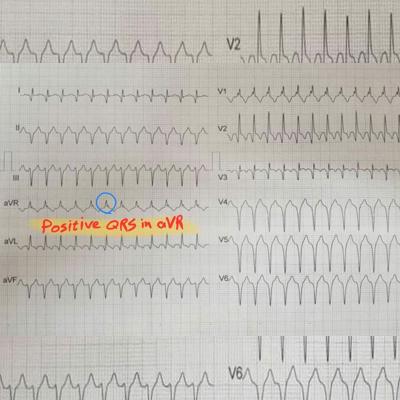 V2
I
V1
II
V2
III
V3
aVR
V4
Positive QRS in aVR
aVL
V5
aVF
V6
V6